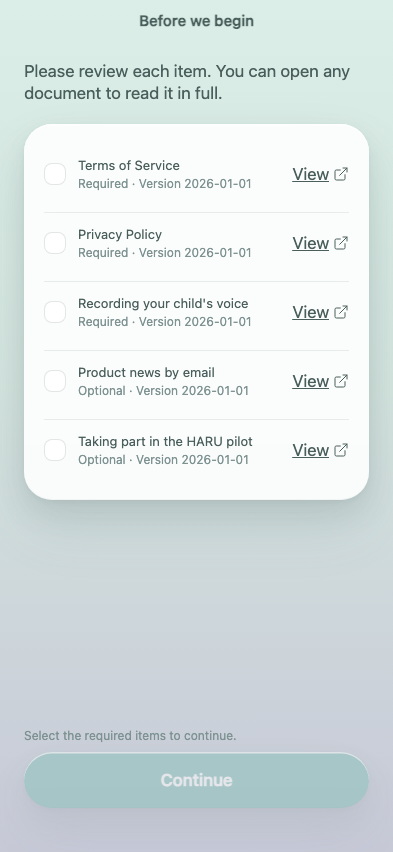 Before we begin
Please review each item. You can open any
document to read it in full.
Terms of Service
Required · Version 2026-01-01
View
Privacy Policy
Required · Version 2026-01-01
View
Recording your child's voice
Required · Version 2026-01-01
View
Product news by email
Optional · Version 2026-01-01
View
Taking part in the HARU pilot
Optional · Version 2026-01-01
View
Select the required items to continue.
Continue